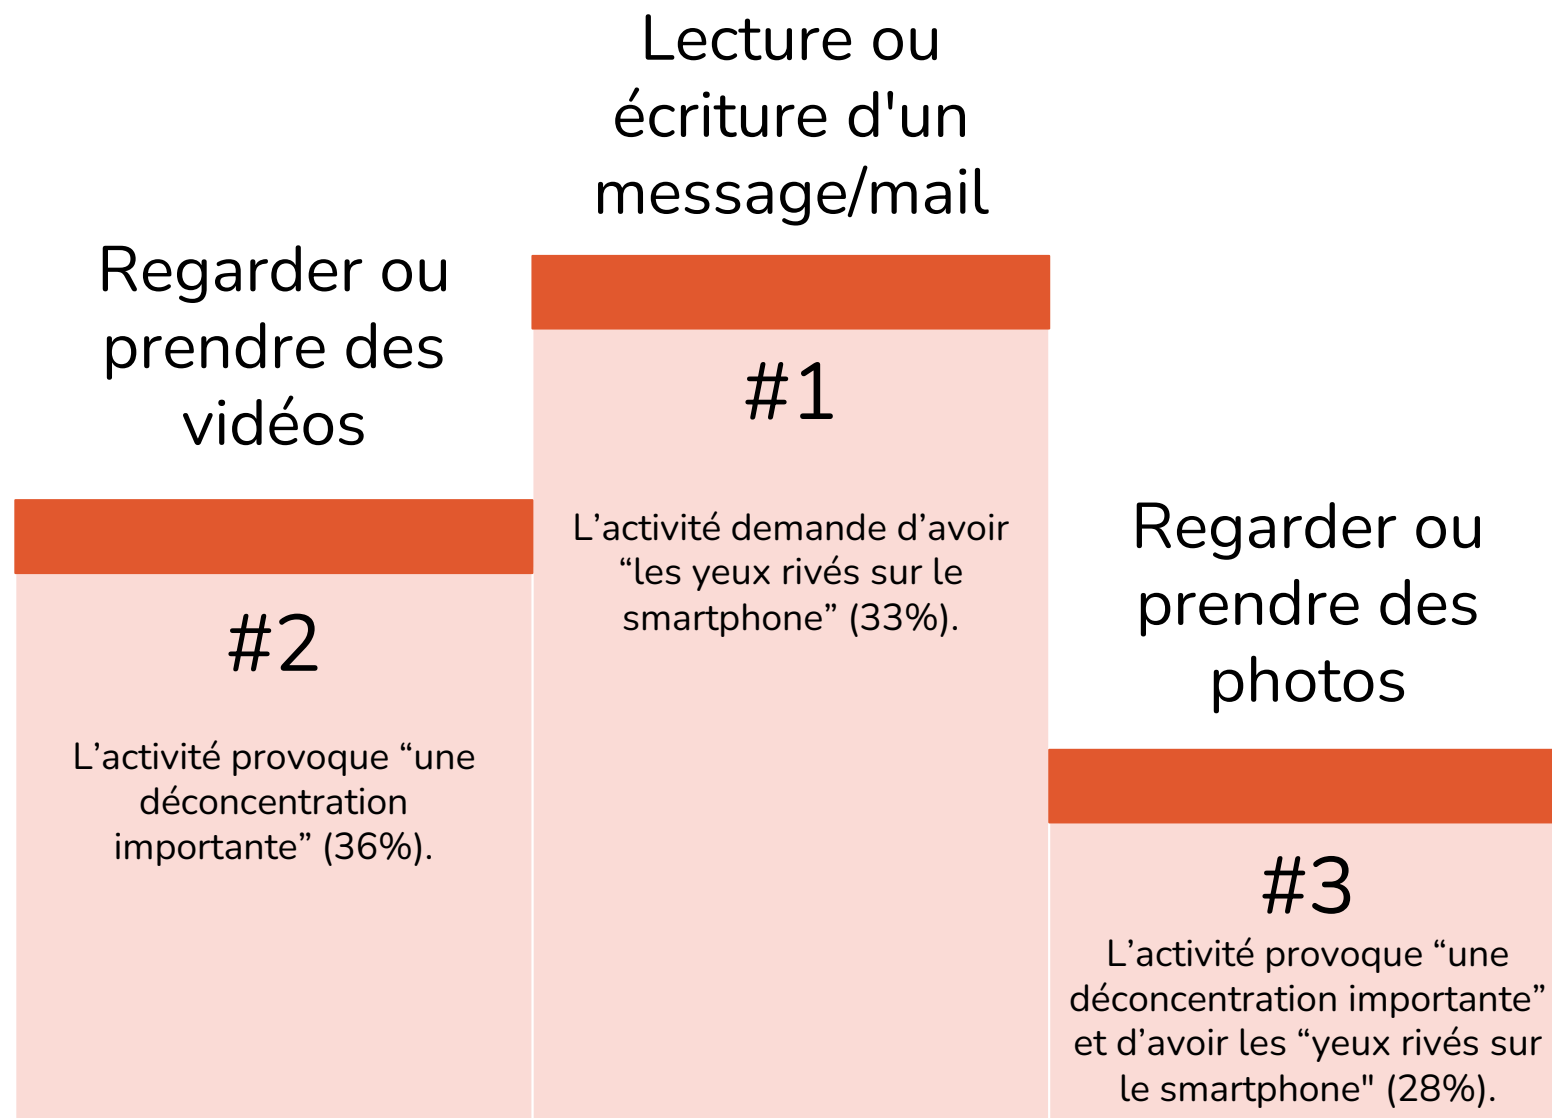 Lecture ou
écriture d'un
message/mail
#1
L’activité demande d’avoir
“les yeux rivés sur le
smartphone” (33%).
Regarder ou
prendre des
vidéos
#2
L’activité provoque “une
déconcentration
importante” (36%).
Regarder ou
prendre des
photos
#3
L’activité provoque “une
déconcentration importante”
et d’avoir les “yeux rivés sur
le smartphone" (28%).